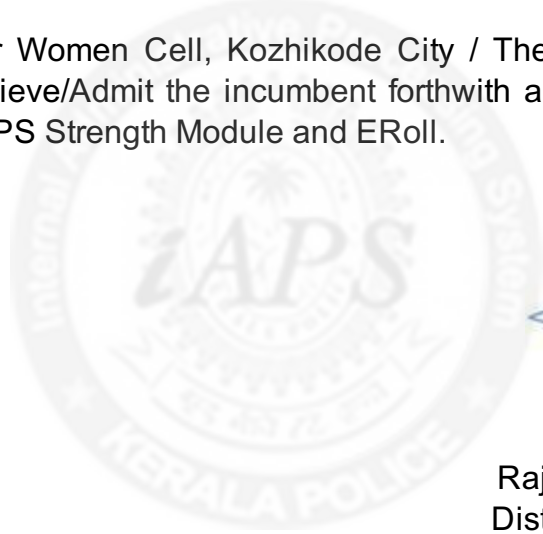 r Women Cell, Kozhikode City / The
ieve/Admit the incumbent forthwith a
PS Strength Module and ERoll.
iAPS
System
KERALA POLICE
Raj
Dist